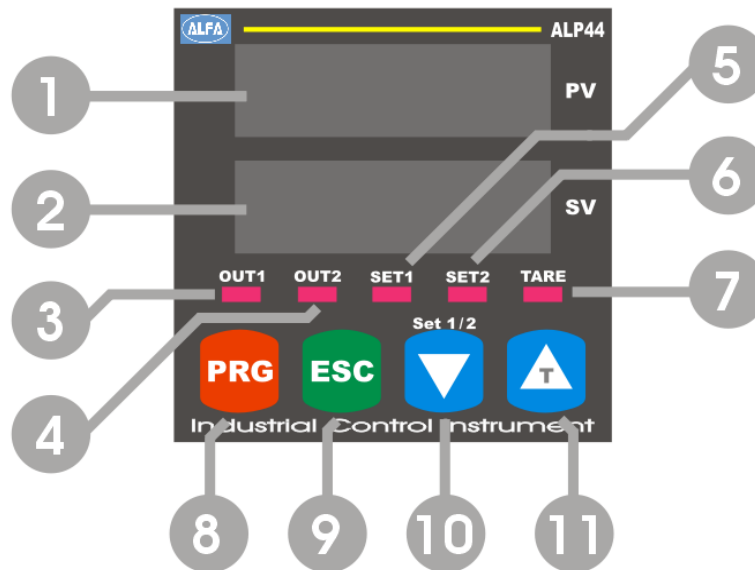 ALFA ALP44
1 PV 5
2 SV 6
OUT1 OUT2 SET1 SET2 TARE
3 7
Set 1/2
4 PRG ESC T
Industrial Control Instrument
8 9 10 11